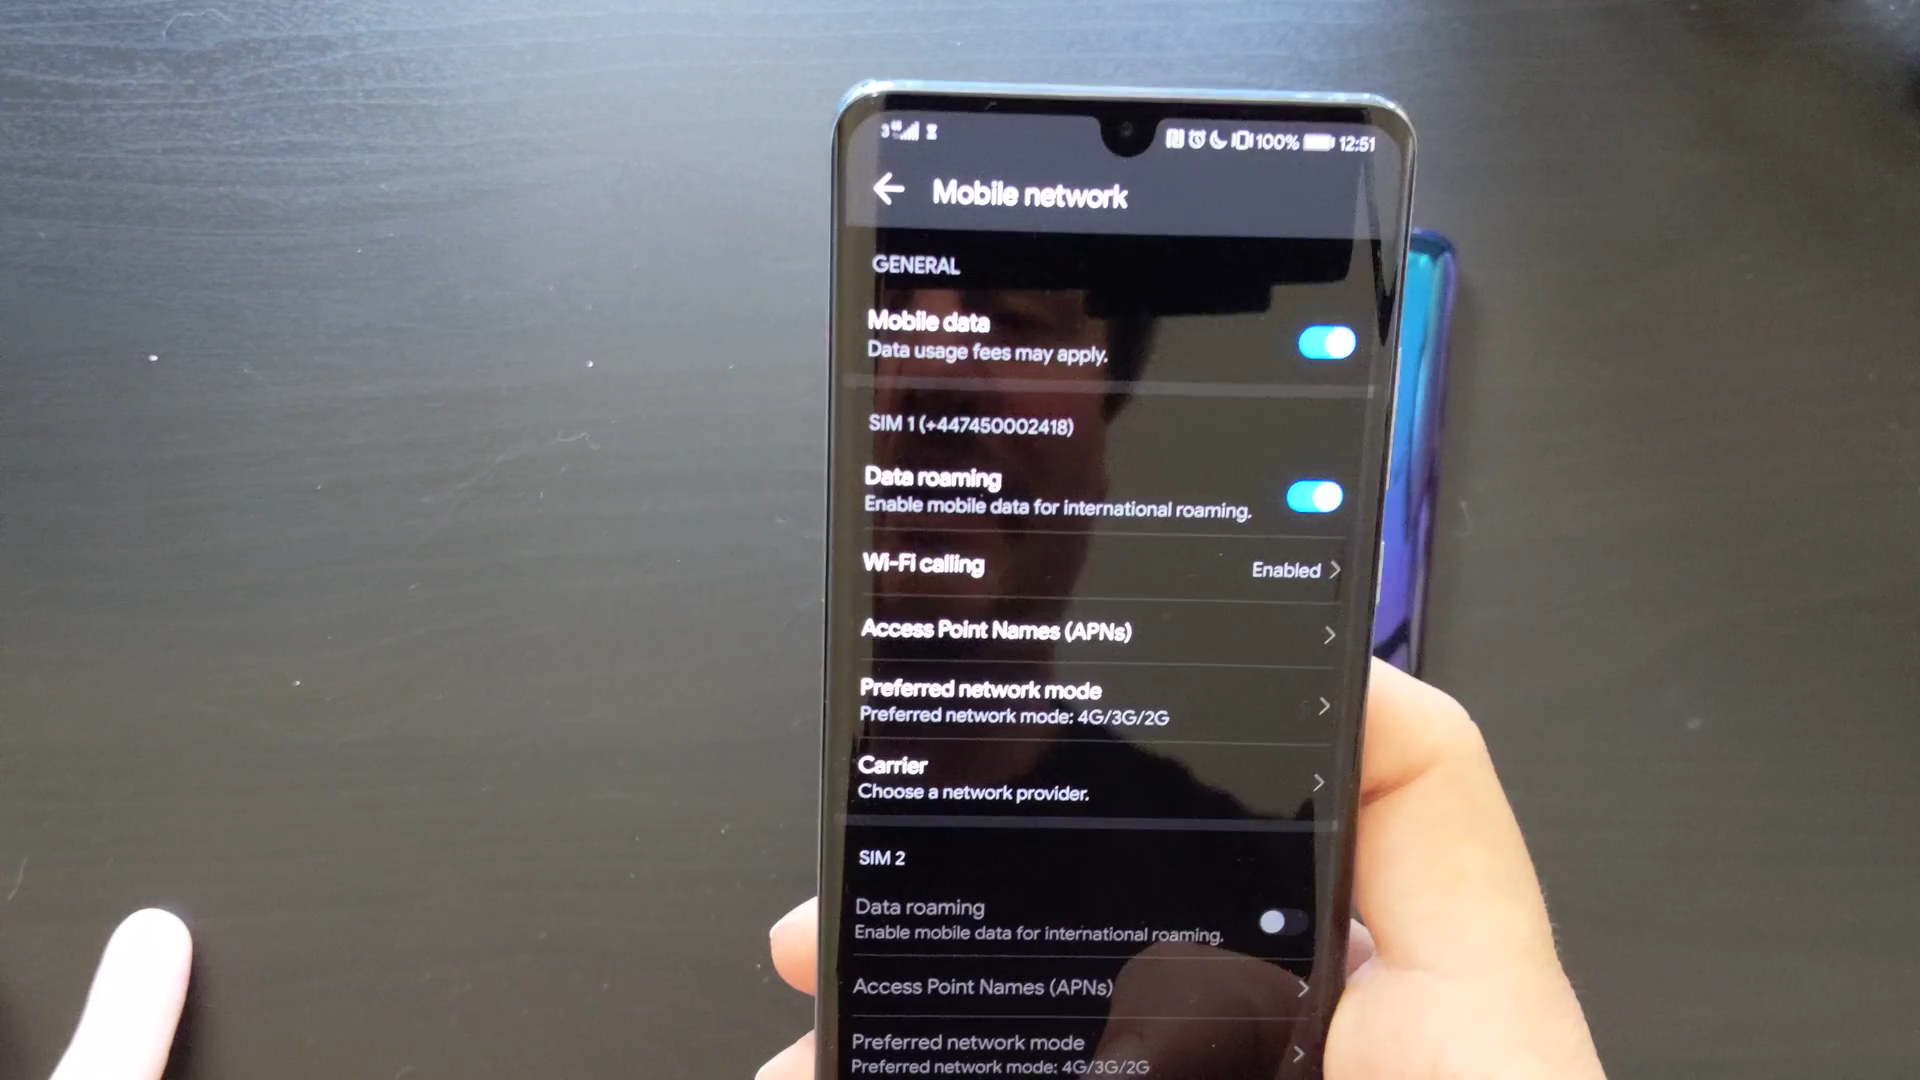 100% 12:51
Mobile network
GENERAL
Mobile data
Data usage fees may apply.
SIM 1 (+447450002418)
Data roaming
Enable mobile data for international roaming.
Wi-Fi calling Enabled
Access Point Names (APNs)
Preferred network mode
Preferred network mode: 4G/3G/2G
Carrier
Choose a network provider.
SIM 2
Data roaming
Enable mobile data for international roaming.
Access Point Names (APNs)
Preferred network mode
Preferred network mode: 4G/3G/2G